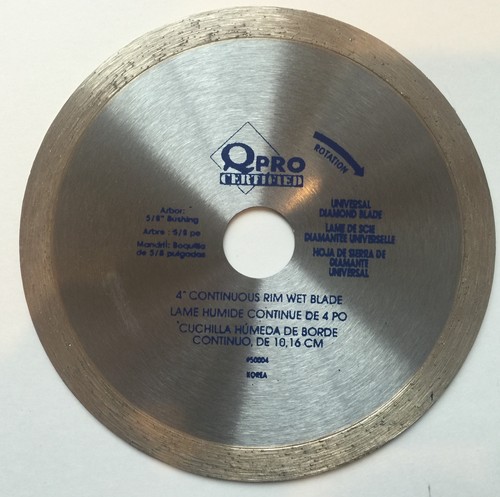 QPRO
CERTIFIED
ROTATION
Arbor:
5/8" Bushing
Arbre : 5/8 po
Mandril: Boquilla
de 5/8 pulgadas
UNIVERSAL
DIAMOND BLADE
LAME DE SCIE
DIAMANTÉE UNIVERSELLE
HOJA DE SIERRA DE
DIAMANTE
UNIVERSAL
4" CONTINUOUS RIM WET BLADE
LAME HUMIDE CONTINUE DE 4 PO
CUCHILLA HÚMEDA DE BORDE
CONTINUO, DE 10,16 CM
#50004
KOREA